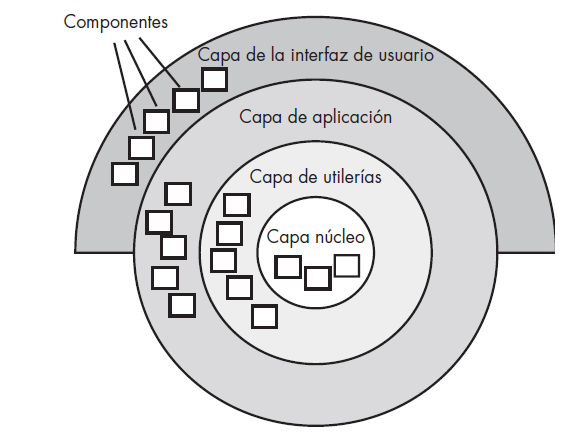 Componentes
Capa de la interfaz de usuario
Capa de aplicación
Capa de utilerías
Capa núcleo